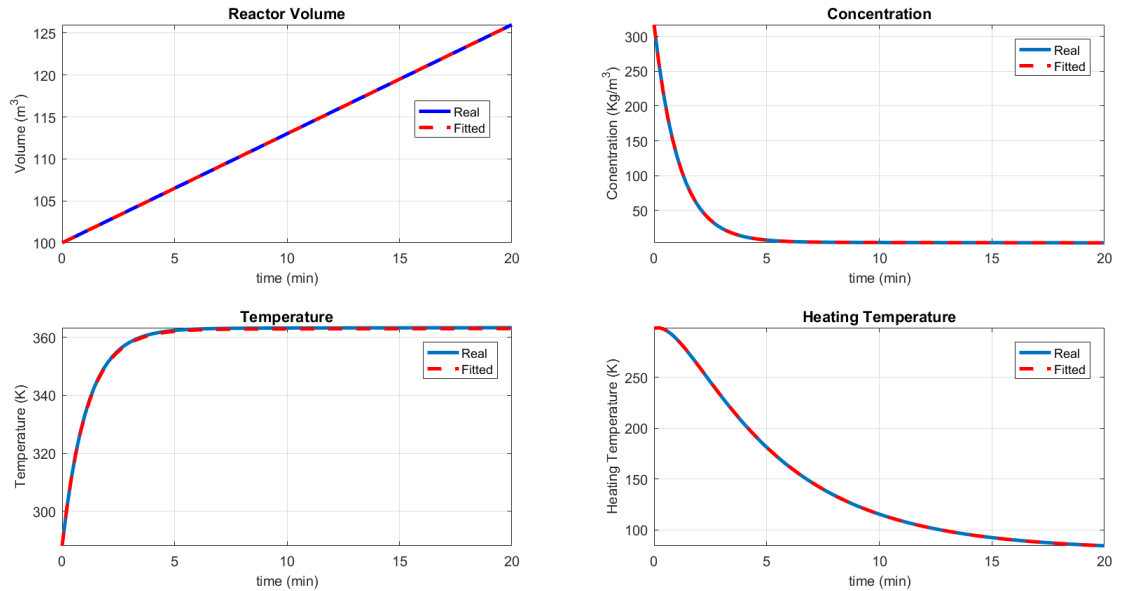 Reactor Volume
Volume (m³)
125
120
115
110
105
100
0 5 10 15 20
time (min)
Real
Fitted
Concentration
Conentration (Kg/m³)
300
250
200
150
100
50
0 5 10 15 20
time (min)
Real
Fitted
Temperature
Temperature (K)
360
340
320
300
0 5 10 15 20
time (min)
Real
Fitted
Heating Temperature
Heating Temperature (K)
250
200
150
100
0 5 10 15 20
time (min)
Real
Fitted